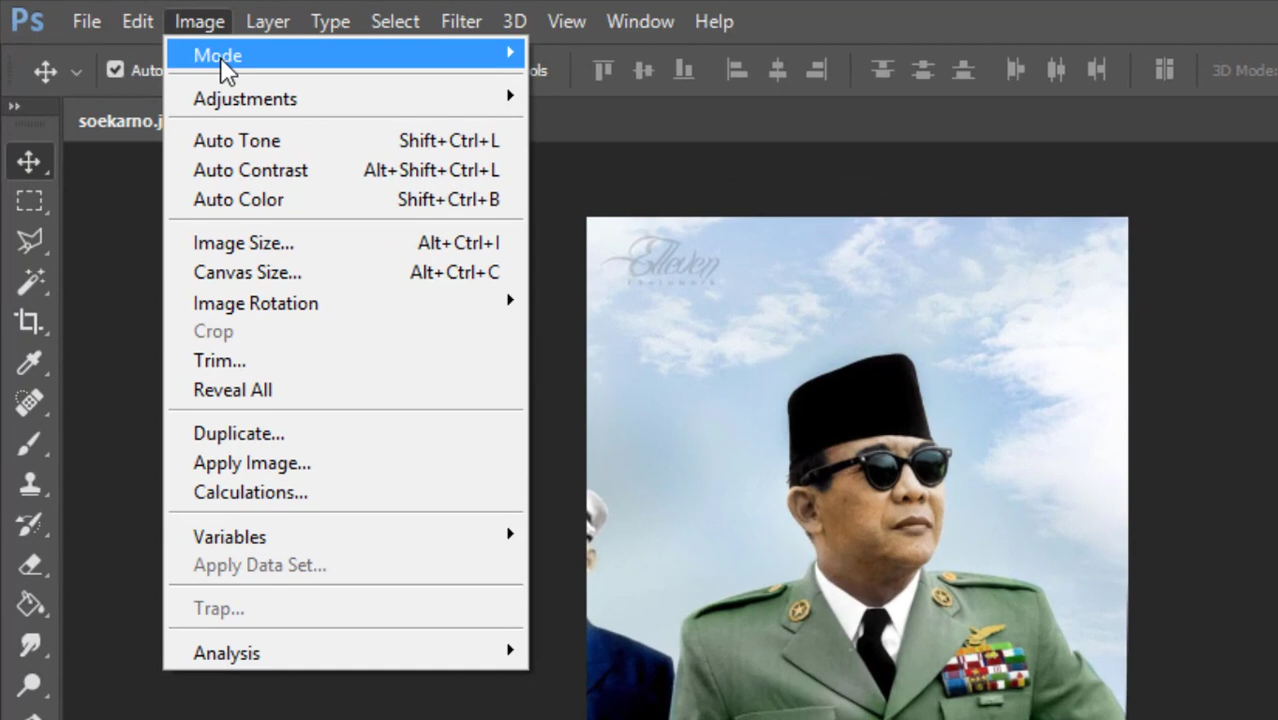 Ps File Edit Image Layer Type Select Filter 3D View Window Help
Auto
ols
3D Mode:
soekarno.j
Mode
Adjustments
Auto Tone Shift+Ctrl+L
Auto Contrast Alt+Shift+Ctrl+L
Auto Color Shift+Ctrl+B
Image Size... Alt+Ctrl+I
Canvas Size... Alt+Ctrl+C
Image Rotation
Crop
Trim...
Reveal All
Duplicate...
Apply Image...
Calculations...
Variables
Apply Data Set...
Trap...
Analysis
Elleven